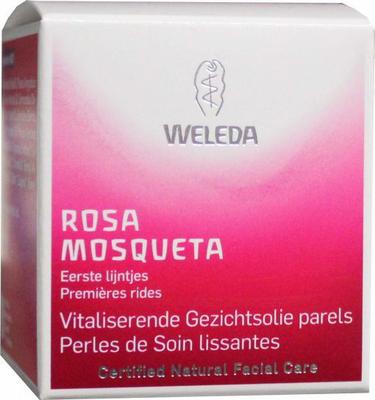 WELEDA
ROSA
MOSQUETA
Eerste lijntjes
Premières rides
Vitaliserende Gezichtsolie parels
Perles de Soin lissantes
Certified Natural Facial Care